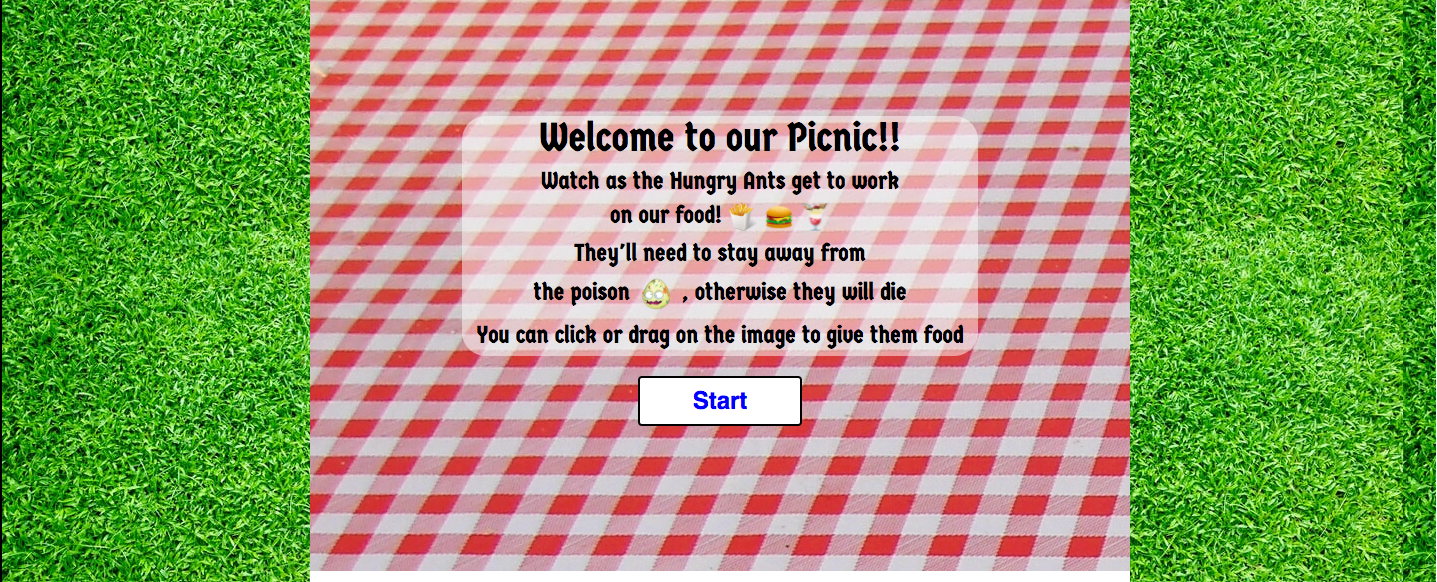 Welcome to our Picnic!!
Watch as the Hungry Ants get to work
on our food!
They'll need to stay away from
the poison , otherwise they will die
You can click or drag on the image to give them food
Start